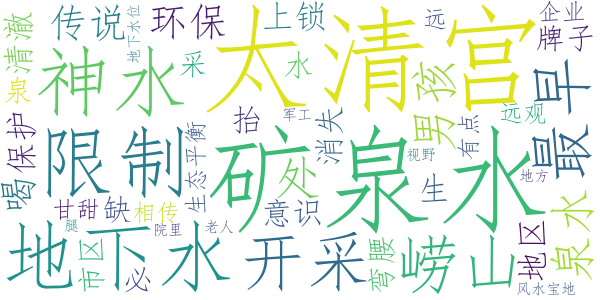 传说
环保
上锁
远
企业
牌子
地下水位
清澈
泉
神水
采
水
太清宫
早
最
男孩
远观
有点
军工
消失
抬
保护
喝
限制
矿泉水
处
生
视野
生态平衡
地方
甘甜
缺
相传
意识
地区
泉水
腿
院里
老人
市区
必
地下水
开采
弯腰
崂山
风水宝地